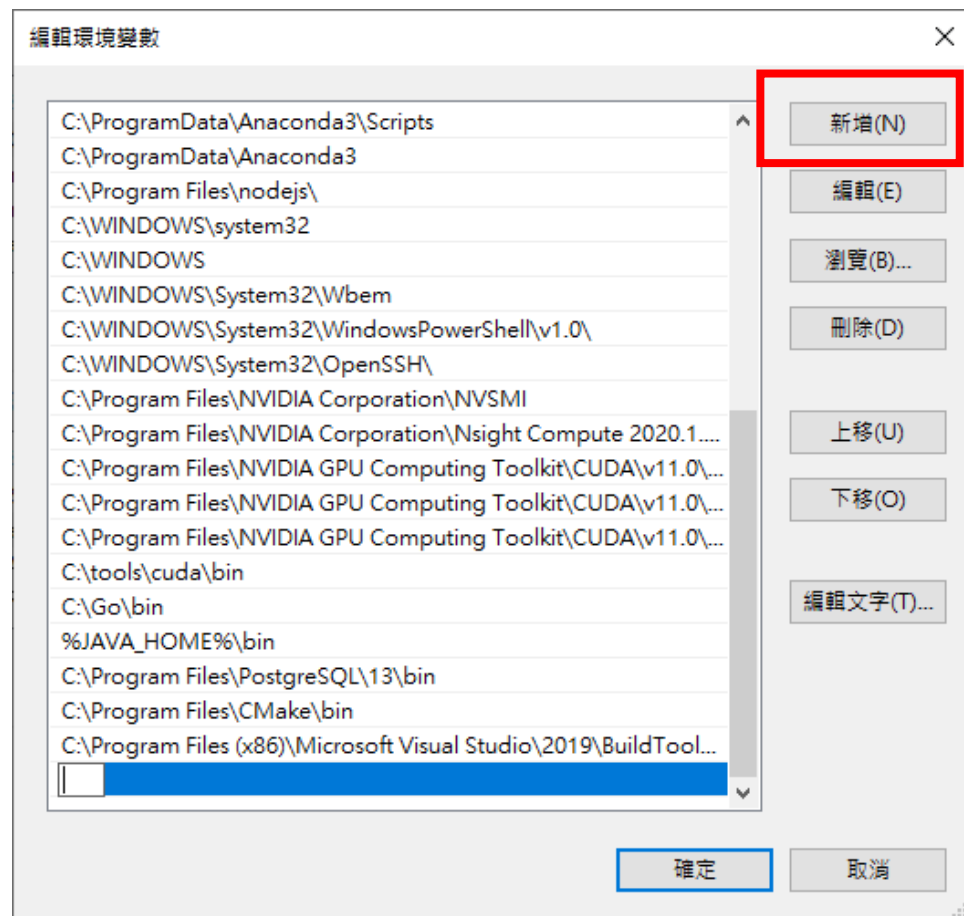 編輯環境變數
C:\ProgramData\Anaconda3\Scripts
C:\ProgramData\Anaconda3
C:\Program Files\nodejs\
C:\WINDOWS\system32
C:\WINDOWS
C:\WINDOWS\System32\Wbem
C:\WINDOWS\System32\WindowsPowerShell\v1.0\
C:\WINDOWS\System32\OpenSSH\
C:\Program Files\NVIDIA Corporation\NVSMI
C:\Program Files\NVIDIA Corporation\Nsight Compute 2020.1....
C:\Program Files\NVIDIA GPU Computing Toolkit\CUDA\v11.0\...
C:\Program Files\NVIDIA GPU Computing Toolkit\CUDA\v11.0\...
C:\Program Files\NVIDIA GPU Computing Toolkit\CUDA\v11.0\...
C:\tools\cuda\bin
C:\Go\bin
%JAVA_HOME%\bin
C:\Program Files\PostgreSQL\13\bin
C:\Program Files\CMake\bin
C:\Program Files (x86)\Microsoft Visual Studio\2019\BuildTool...
新增(N)
編輯(E)
瀏覽(B)...
刪除(D)
上移(U)
下移(O)
編輯文字(T)...
確定
取消